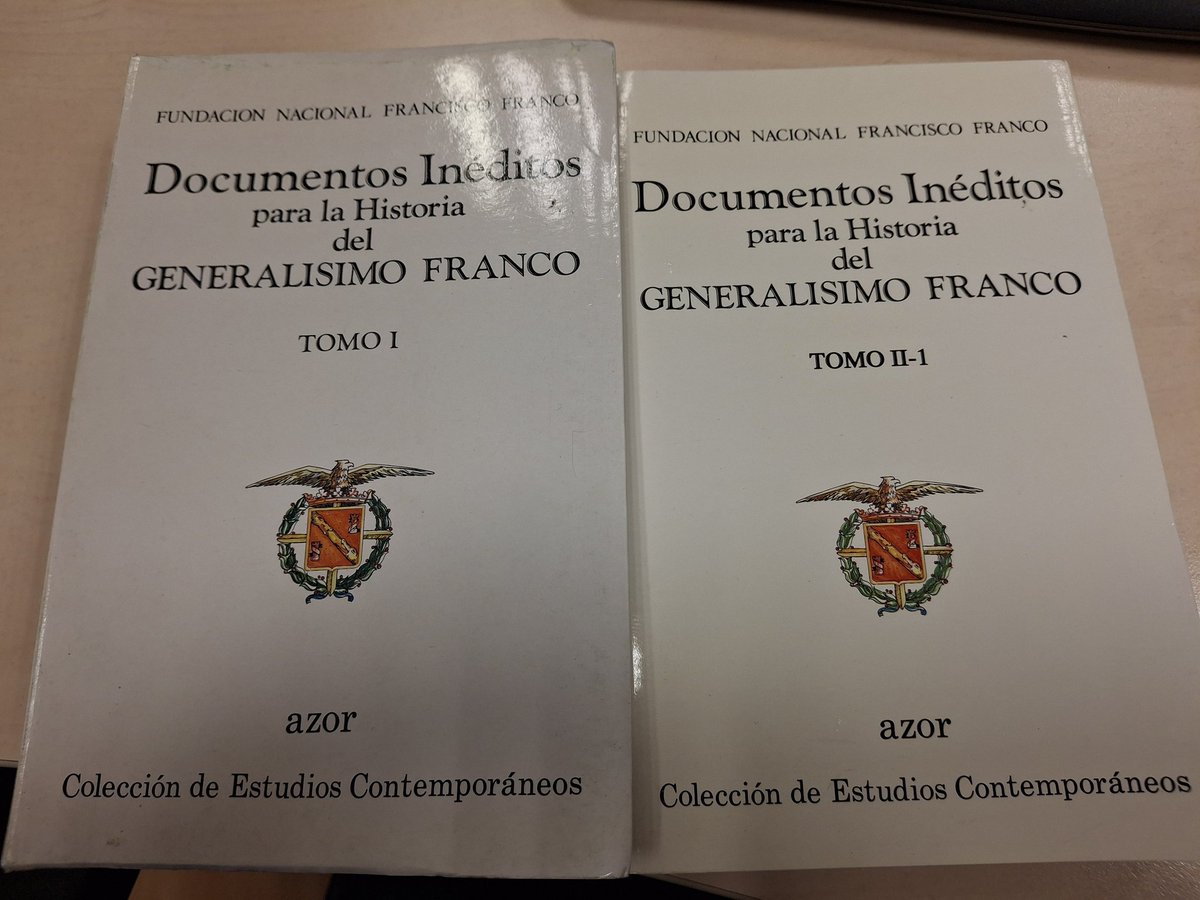 FUNDACION NACIONAL FRANCISCO FRANCO
Documentos Inéditos
para la Historia
del
GENERALISIMO FRANCO
TOMO I
azor
Colección de Estudios Contemporáneos
FUNDACION NACIONAL FRANCISCO FRANCO
Documentos Inéditos
para la Historia
del
GENERALISIMO FRANCO
TOMO II-1
azor
Colección de Estudios Contemporáneos